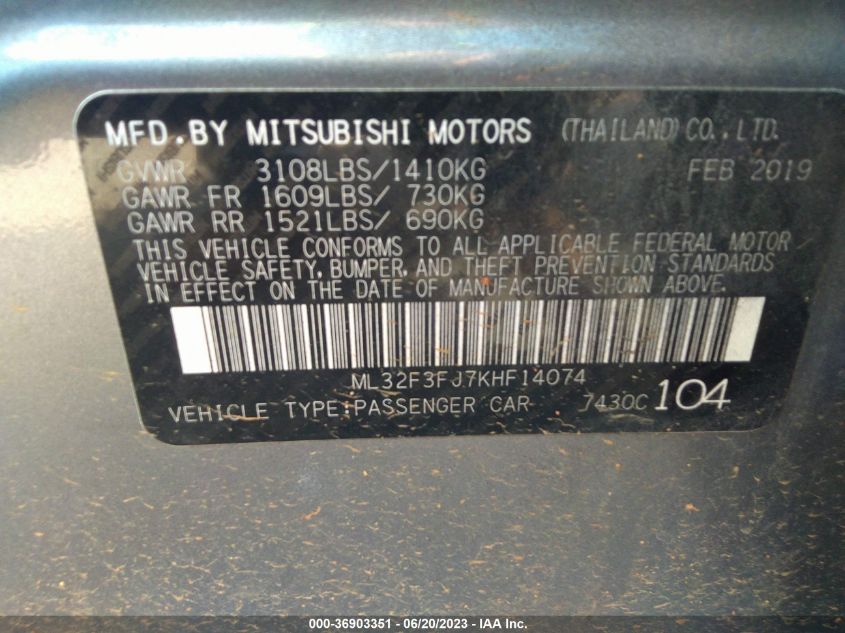 MFD.BY MITSUBISHI MOTORS (THAILAND) CO.,LTD.
GVWR 3108LBS/1410KG FEB 2019
GAWR FR 1609LBS/ 730KG
GAWR RR 1521LBS/ 690KG
THIS VEHICLE CONFORMS TO ALL APPLICABLE FEDERAL MOTOR
VEHICLE SAFETY, BUMPER, AND THEFT PREVENTION STANDARDS
IN EFFECT ON THE DATE OF MANUFACTURE SHOWN ABOVE.
ML32F3FJ7KHF14074
VEHICLE TYPE:PASSENGER CAR 7430C 104
000-36903351 - 06/20/2023 - IAA Inc.